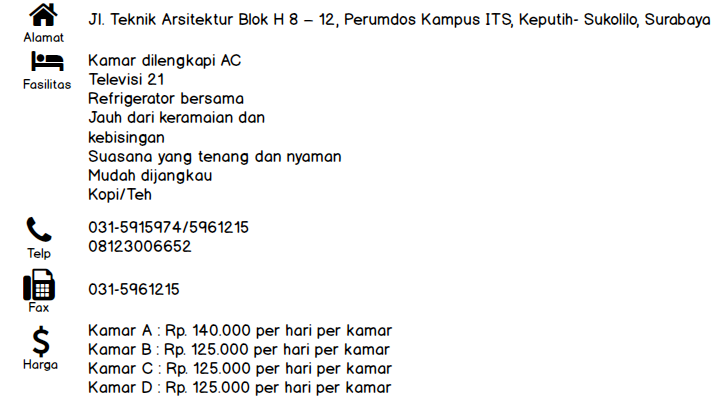 Alamat
Jl. Teknik Arsitektur Blok H 8 – 12, Perumdos Kampus ITS, Keputih- Sukolilo, Surabaya
Fasilitas
Kamar dilengkapi AC
Televisi 21
Refrigerator bersama
Jauh dari keramaian dan
kebisingan
Suasana yang tenang dan nyaman
Mudah dijangkau
Kopi/Teh
Telp
031-5915974/5961215
08123006652
Fax
031-5961215
$
Harga
Kamar A : Rp. 140.000 per hari per kamar
Kamar B : Rp. 125.000 per hari per kamar
Kamar C : Rp. 125.000 per hari per kamar
Kamar D : Rp. 125.000 per hari per kamar